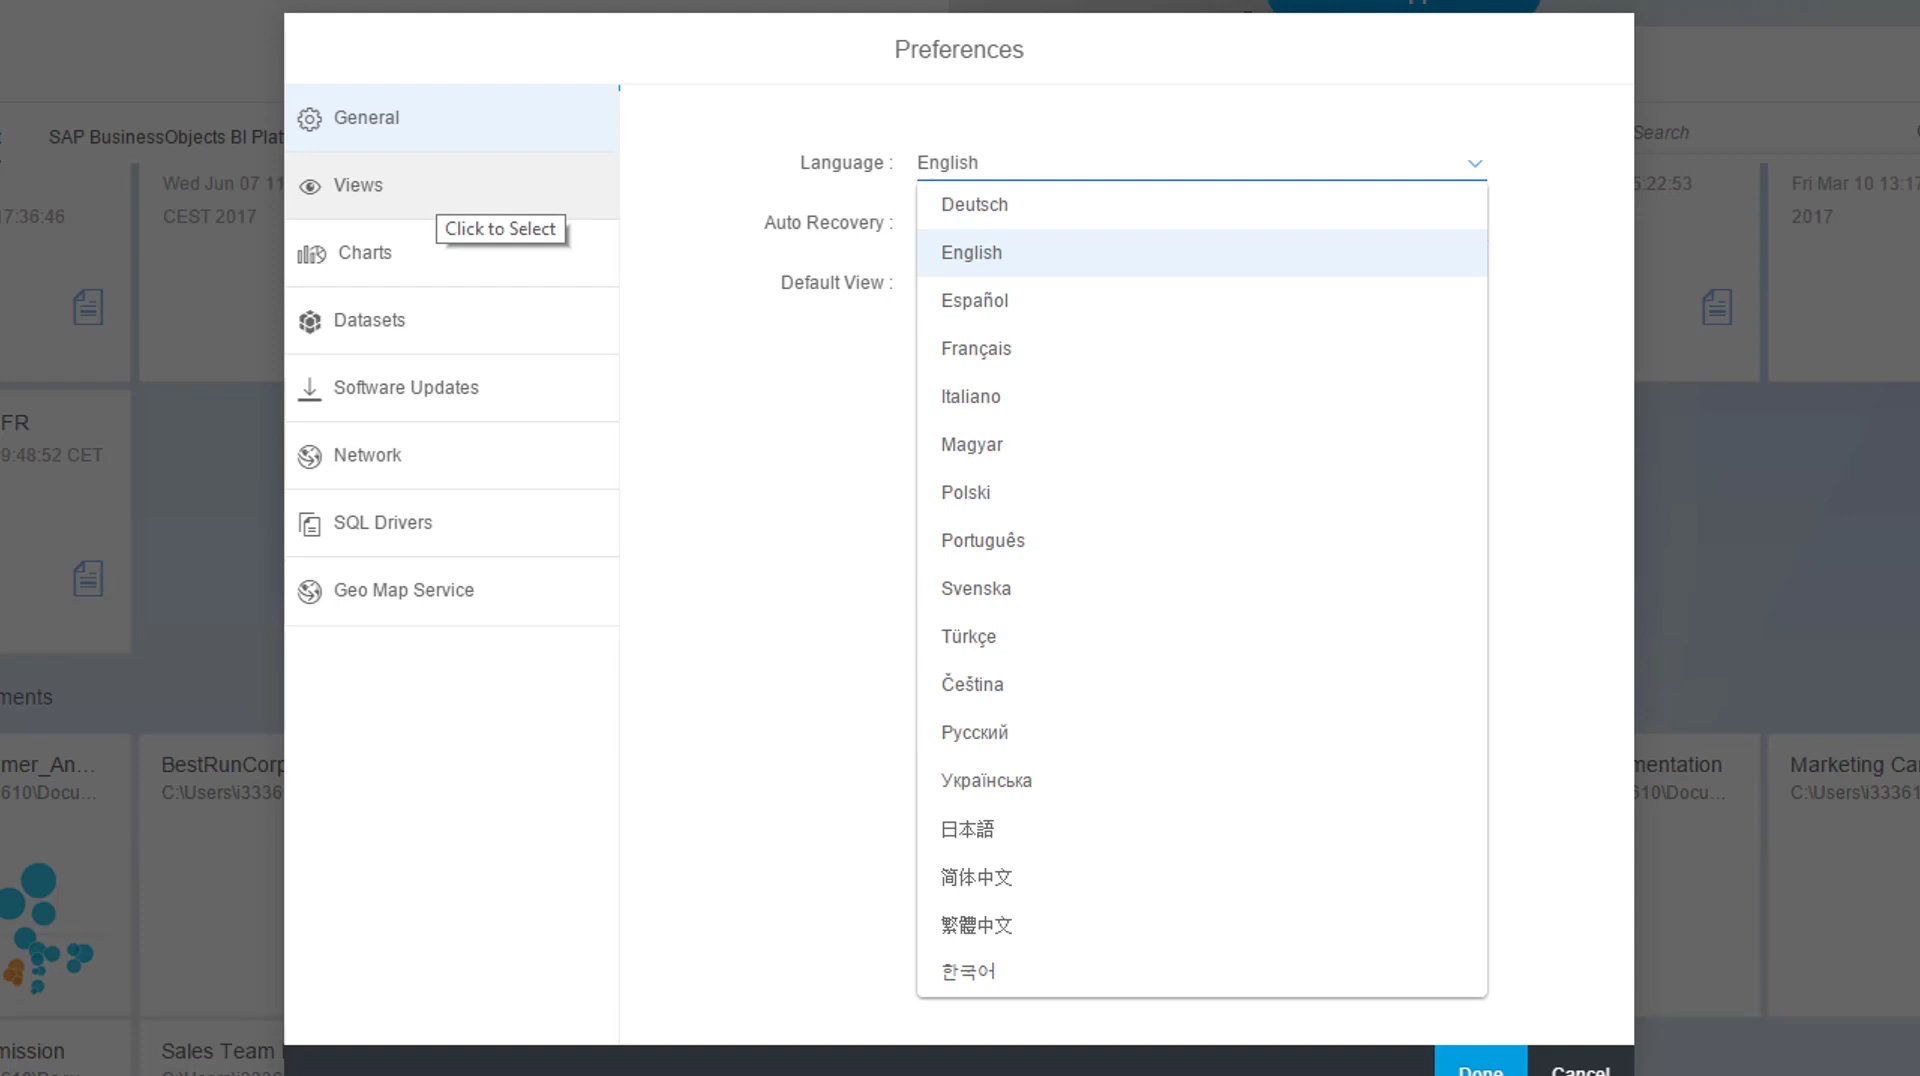 Preferences
General
Views
Click to Select
Charts
Datasets
Software Updates
Network
SQL Drivers
Geo Map Service
Language :
English
Auto Recovery :
Default View :
Deutsch
English
Español
Français
Italiano
Magyar
Polski
Português
Svenska
Türkçe
Čeština
Русский
Українська
日本語
简体中文
繁體中文
한국어
Done
Cancel
SAP BusinessObjects BI Plat
Search
17:36:46
Wed Jun 07 11
CEST 2017
5:22:53
Fri Mar 10 13:17
2017
FR
9:48:52 CET
ments
mer_An...
610\Docu...
BestRunCorp
C:\Users\i3336
mentation
610\Docu...
Marketing Ca
C:\Users\i33361
mission
Sales Team